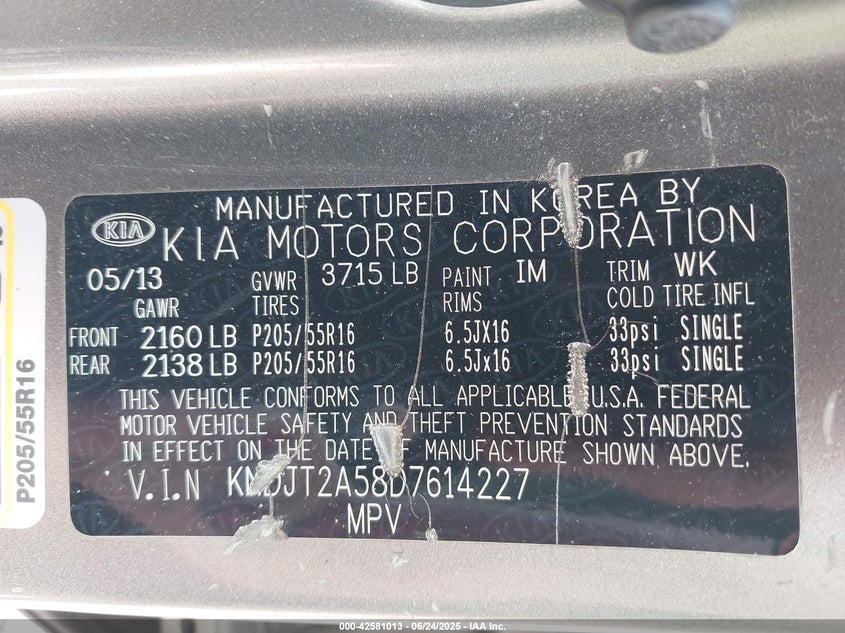 MANUFACTURED IN KOREA BY
KIA
KIA MOTORS CORPORATION
05/13 GVWR 3715 LB PAINT IM TRIM WK
GAWR TIRES RIMS COLD TIRE INFL
FRONT 2160 LB P205/55R16 6.5JX16 33psi SINGLE
REAR 2138 LB P205/55R16 6.5Jx16 33psi SINGLE
THIS VEHICLE CONFORMS TO ALL APPLICABLE U.S.A. FEDERAL
MOTOR VEHICLE SAFETY AND THEFT PREVENTION STANDARDS
IN EFFECT ON THE DATE OF MANUFACTURE SHOWN ABOVE.
V.I.N KNDJT2A58D7614227
MPV
P205/55R16
000-42581013 - 06/24/2025 - IAA Inc.